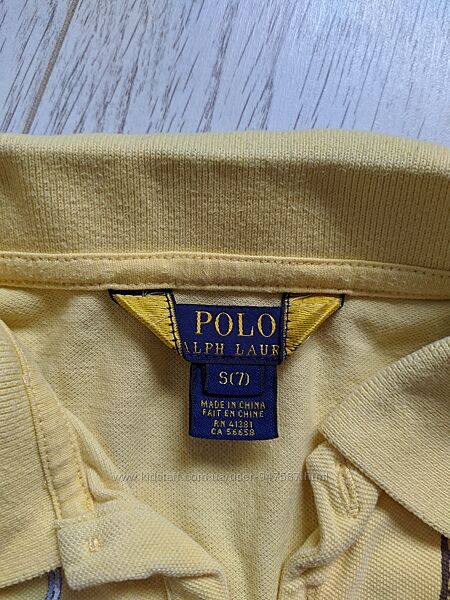 POLO
ALPH LAUR
S(7)
MADE IN CHINA
FAIT EN CHINE
RN 41381
CA 56658